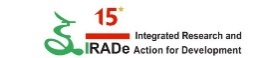 15*
Integrated Research and
IRADe Action for Development